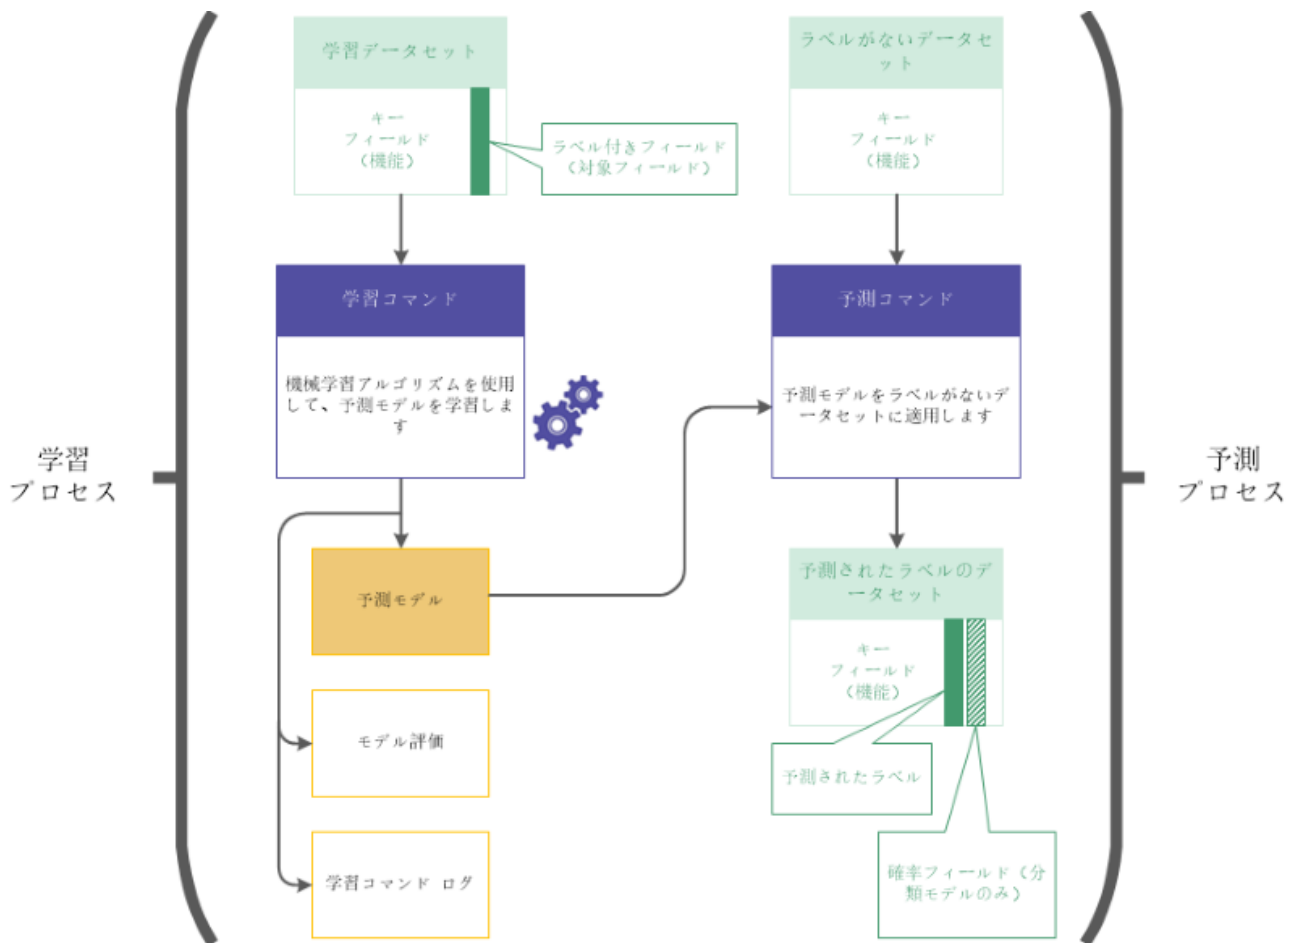 学習データセット
キー
フィールド
（機能）
ラベル付きフィールド
（対象フィールド）
学習コマンド
機械学習アルゴリズムを使用
して、予測モデルを学習しま
す
予測モデル
モデル評価
学習コマンド ログ
学習
プロセス
ラベルがないデータセ
ット
キー
フィールド
（機能）
予測コマンド
予測モデルをラベルがないデ
ータセットに適用します
予測されたラベルのデ
ータセット
キー
フィールド
（機能）
予測されたラベル
確率フィールド（分
類モデルのみ）
予測
プロセス